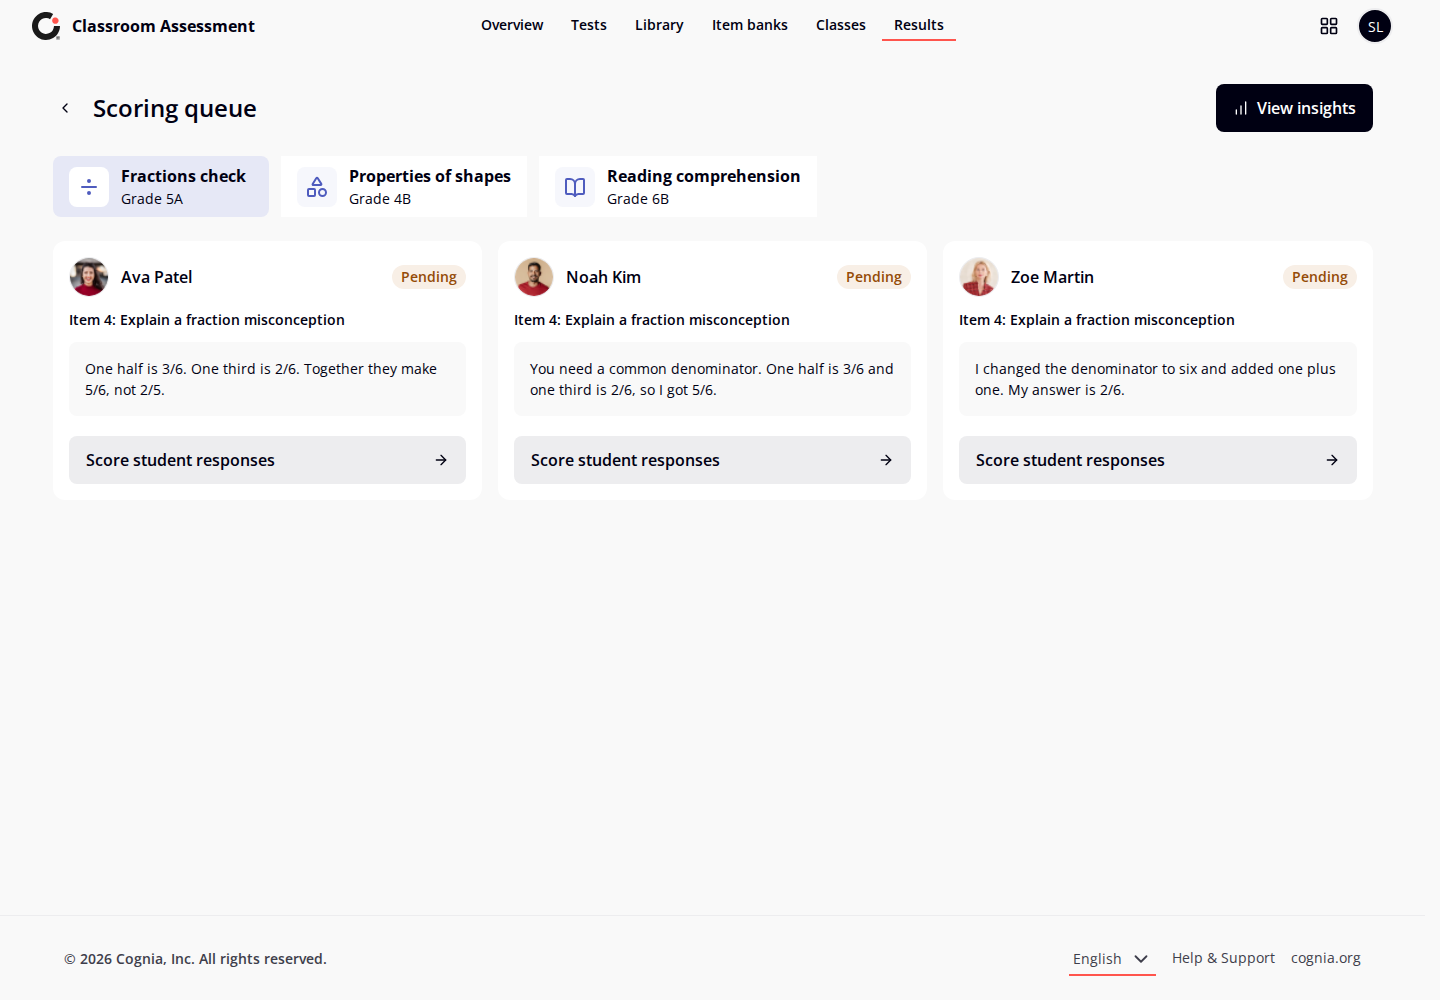 Classroom Assessment
Overview
Tests
Library
Item banks
Classes
Results
SL
Scoring queue
View insights
Fractions check
Grade 5A
Properties of shapes
Grade 4B
Reading comprehension
Grade 6B
Ava Patel
Pending
Item 4: Explain a fraction misconception
One half is 3/6. One third is 2/6. Together they make
5/6, not 2/5.
Score student responses
Noah Kim
Pending
Item 4: Explain a fraction misconception
You need a common denominator. One half is 3/6 and
one third is 2/6, so I got 5/6.
Score student responses
Zoe Martin
Pending
Item 4: Explain a fraction misconception
I changed the denominator to six and added one plus
one. My answer is 2/6.
Score student responses
© 2026 Cognia, Inc. All rights reserved.
English
Help & Support
cognia.org